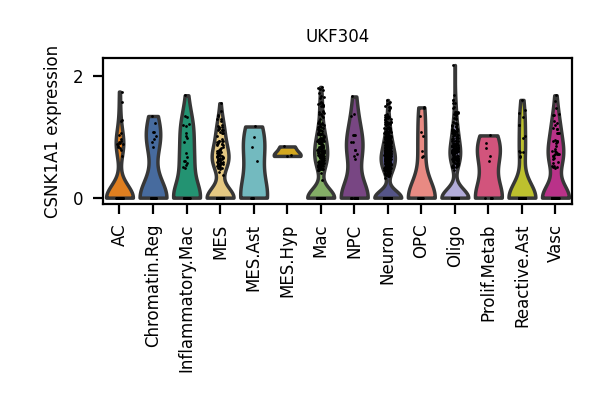 UKF304
CSNK1A1 expression
2
0
AC
Chromatin.Reg
Inflammatory.Mac
MES
MES.Ast
MES.Hyp
Mac
NPC
Neuron
OPC
Oligo
Prolif.Metab
Reactive.Ast
Vasc